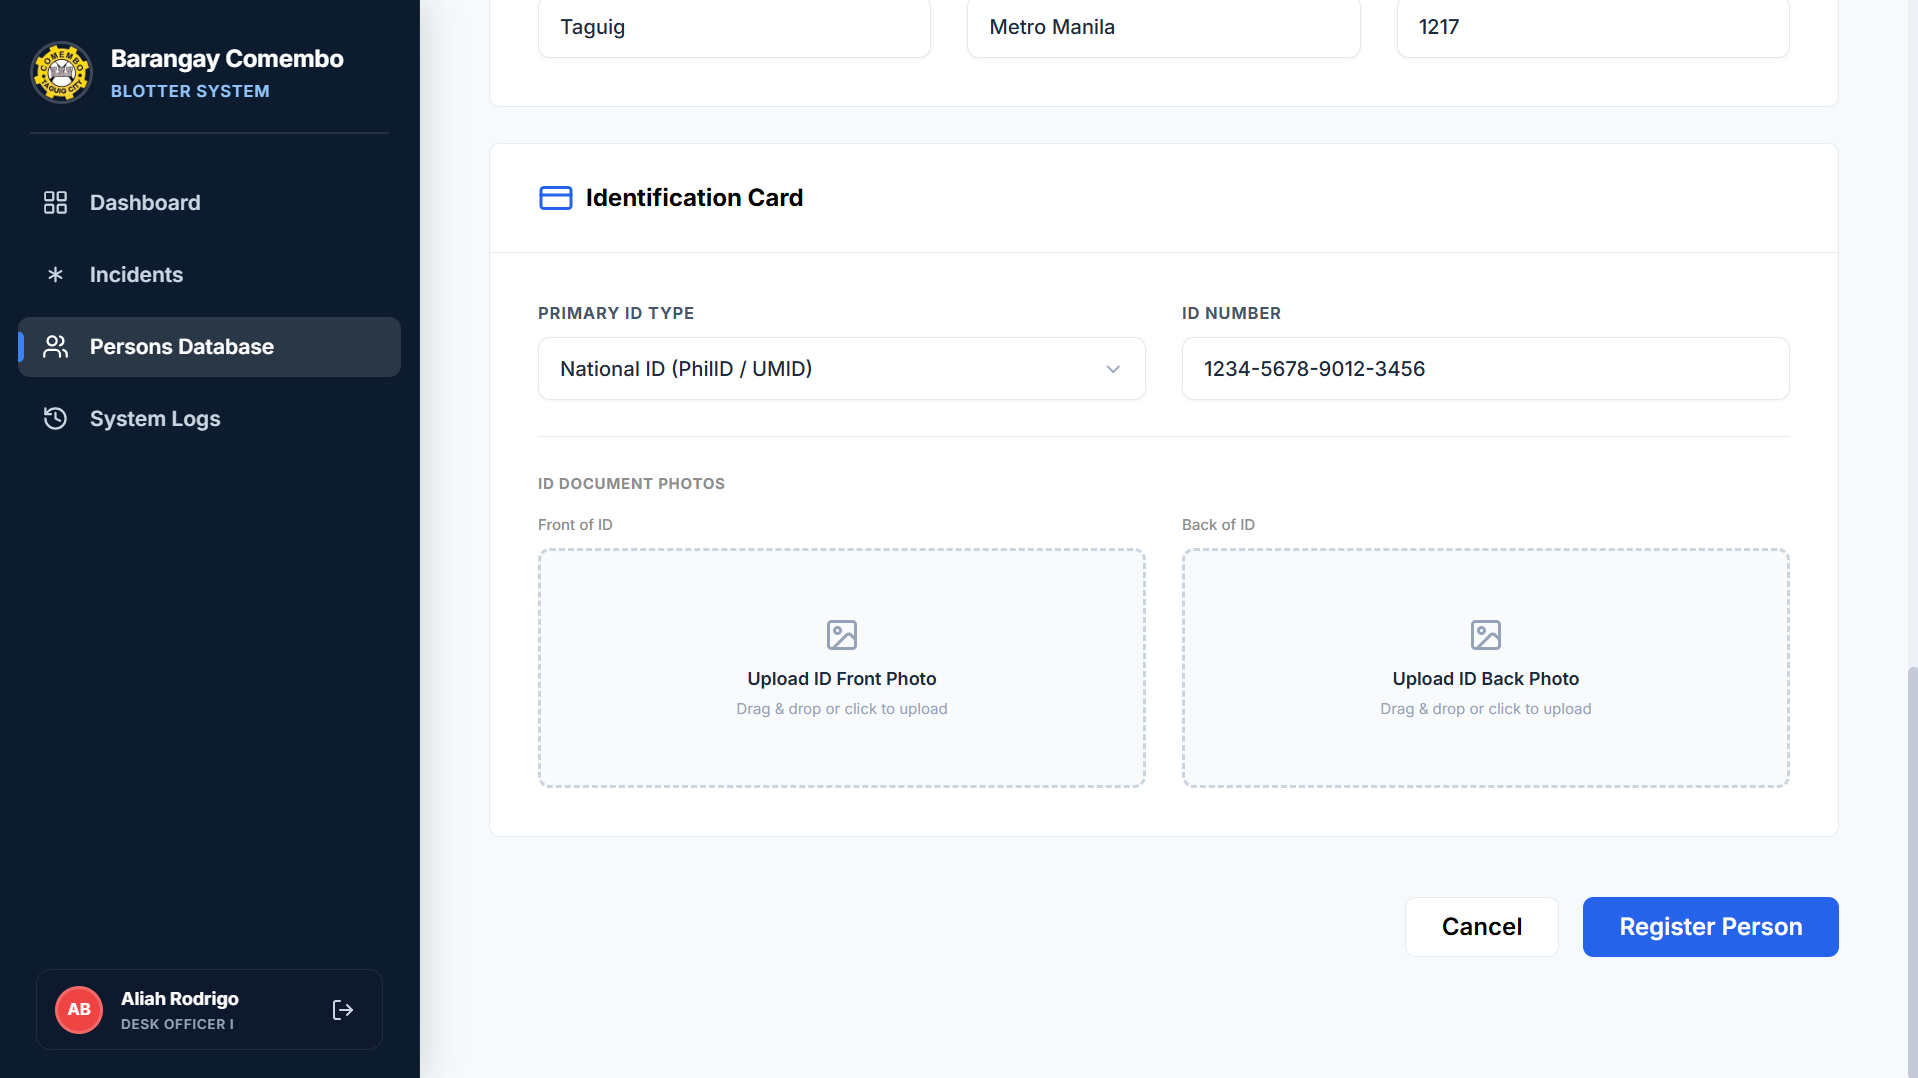 COMEMBO
TAGUIG CITY
Barangay Comembo
BLOTTER SYSTEM
Dashboard
Incidents
Persons Database
System Logs
AB
Aliah Rodrigo
DESK OFFICER I
Taguig
Metro Manila
1217
Identification Card
PRIMARY ID TYPE
National ID (PhilID / UMID)
ID NUMBER
1234-5678-9012-3456
ID DOCUMENT PHOTOS
Front of ID
Upload ID Front Photo
Drag & drop or click to upload
Back of ID
Upload ID Back Photo
Drag & drop or click to upload
Cancel
Register Person